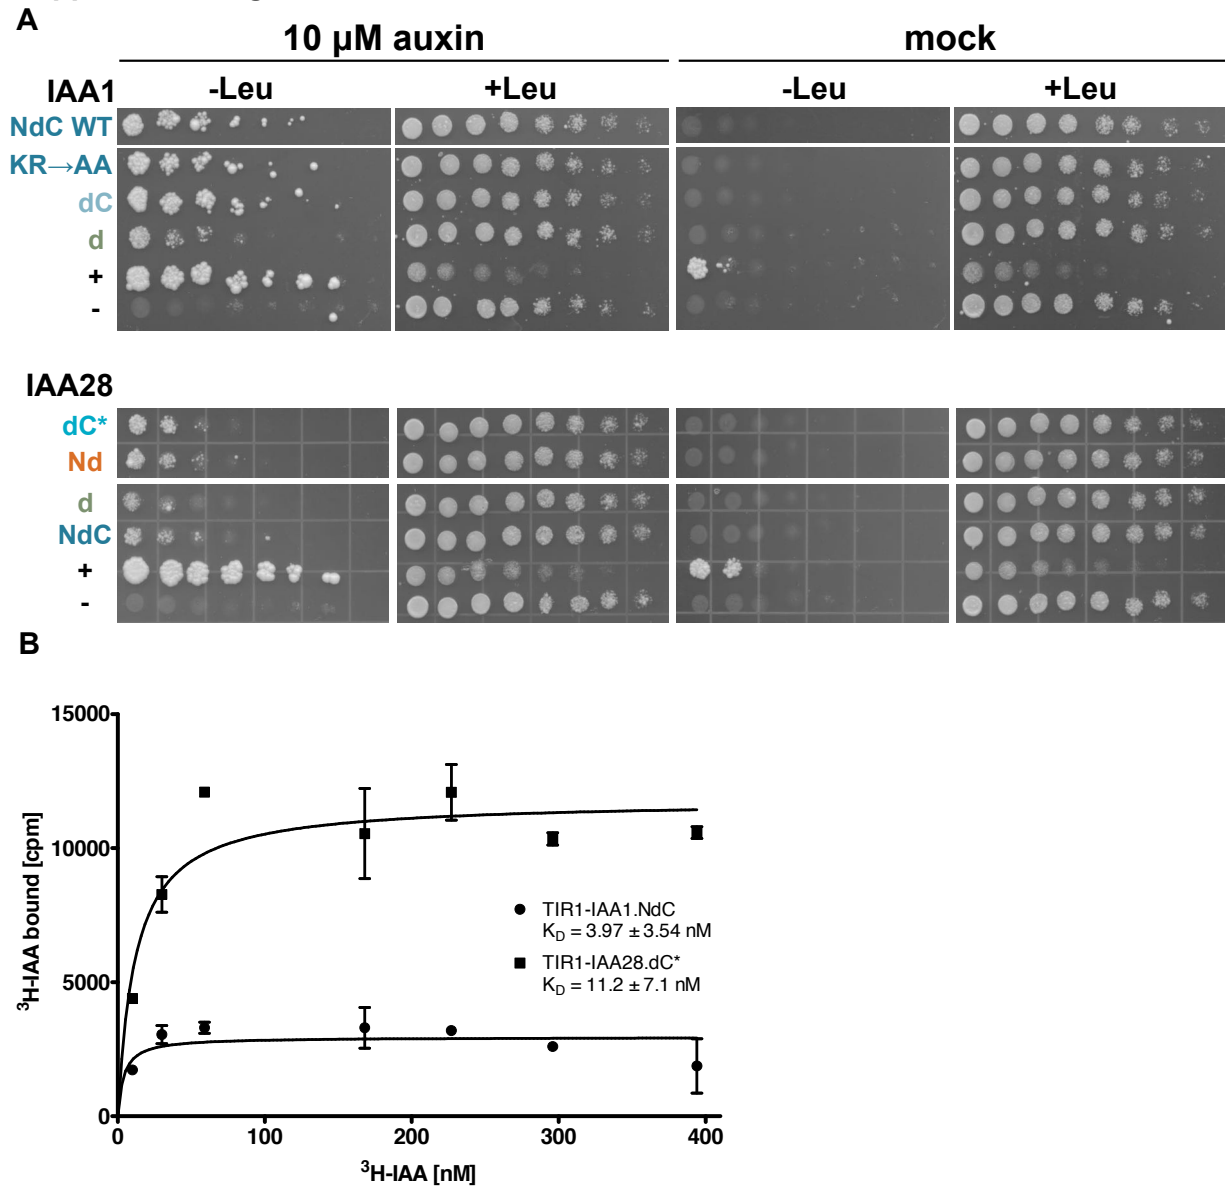 A
10 µM auxin
mock
IAA1
-Leu
+Leu
-Leu
+Leu
NdC WT
KR→AA
dC
d
+
-
IAA28
dC*
Nd
d
NdC
+
-
B
15000
10000
5000
0
³H-IAA bound [cpm]
TIR1-IAA1.NdC
K_D = 3.97 ± 3.54 nM
TIR1-IAA28.dC*
K_D = 11.2 ± 7.1 nM
0 100 200 300 400
³H-IAA [nM]